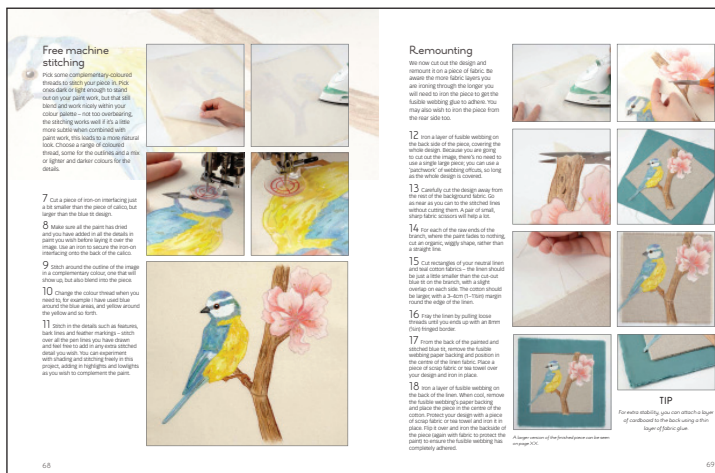 Free machine
stitching
Pick some complementary-coloured
threads to stitch your piece in. Pick
ones dark or light enough to stand
out on your paint work, but that still
blend and work nicely within your
colour palette – not too overbearing,
the stitching works well if it's a little
more subtle when combined with
paint work, this leads to a more natural
look. Choose a range of coloured
thread, some for the outlines and a mix
or lighter and darker colours for the
details.
7 Cut a piece of iron-on interfacing just
a bit smaller than the piece of calico, but
larger than the blue tit design.
8 Make sure all the paint has dried
and you have added in all the details in
paint you wish before laying it over the
image. Use an iron to secure the iron-on
interfacing onto the back of the calico.
9 Stitch around the outline of the image
in a complementary colour, one that will
show up, but also blend into the piece.
10 Change the colour thread when you
need to, for example I have used blue
around the blue areas, and yellow around
the yellow and so forth.
11 Stitch in the details such as features,
bark lines and feather markings – stitch
over all the pen lines you have drawn
and feel free to add in any extra stitched
detail you wish. You can experiment
with shading and stitching freely in this
project, adding in highlights and lowlights
as you wish to complement the paint.
68
Remounting
We now cut out the design and
remount it on a piece of fabric. Be
aware the more fabric layers you
are ironing through the longer you
will need to iron the piece to get the
fusible webbing glue to adhere. You
may also wish to iron the piece from
the rear side too.
12 Iron a layer of fusible webbing on
the back of the piece, covering the
whole design. Because you are going
to cut out the image, there's no need to
use a single large piece; you can use a
'patchwork' of webbing offcuts, so long
as the whole design is covered.
13 Carefully cut the design away from
the rest of the background fabric. Go
as near as you can to the stitched lines
without cutting them. A pair of small,
sharp fabric scissors will help a lot.
14 For each of the raw ends of the
branch, where the paint fades to nothing,
cut an organic, wiggly shape, rather than
a straight line.
15 Cut rectangles of your neutral linen
and teal cotton fabrics – the linen should
be just a little smaller than the cut-out
blue tit on the branch, with a slight
overlap on each side. The cotton should
be larger, with a 3–4cm (1–1½in) margin
round the edge of the linen.
16 Fray the linen by pulling loose
threads until you ends up with an 8mm
(⅜in) fringed border.
17 From the back of the painted and
stitched blue tit, remove the fusible
webbing paper backing and position in
the centre of the linen fabric. Place a
piece of scrap fabric or tea towel over
your design and iron in place.
18 Iron a layer of fusible webbing on
the back of the linen. When cool, remove
the fusible webbing's paper backing
and place the piece in the centre of the
cotton. Protect your design with a piece
of scrap fabric or tea towel and iron it in
place. Flip it over and iron the backside of
the piece (again with fabric to protect the
paint) to ensure the fusible webbing has
completely adhered.
A larger version of the finished piece can be seen
on page XX.
TIP
For extra stability, you can attach a layer
of cardboard to the back using a thin
layer of fabric glue.
69